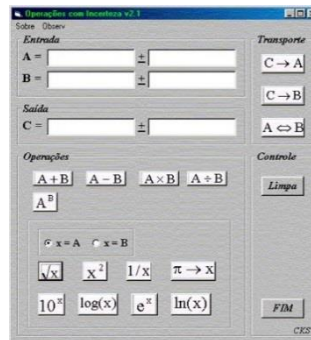 Operações com Incerteza v2.1
Sobre Observ
Entrada
A = ±
B = ±
Saída
C = ±
Transporte
C → A
C → B
A ⇔ B
Operações
A + B A − B A × B A ÷ B
A^B
x = A x = B
√x x² 1/x π → x
10^x log(x) e^x ln(x)
Controle
Limpa
FIM
CKS